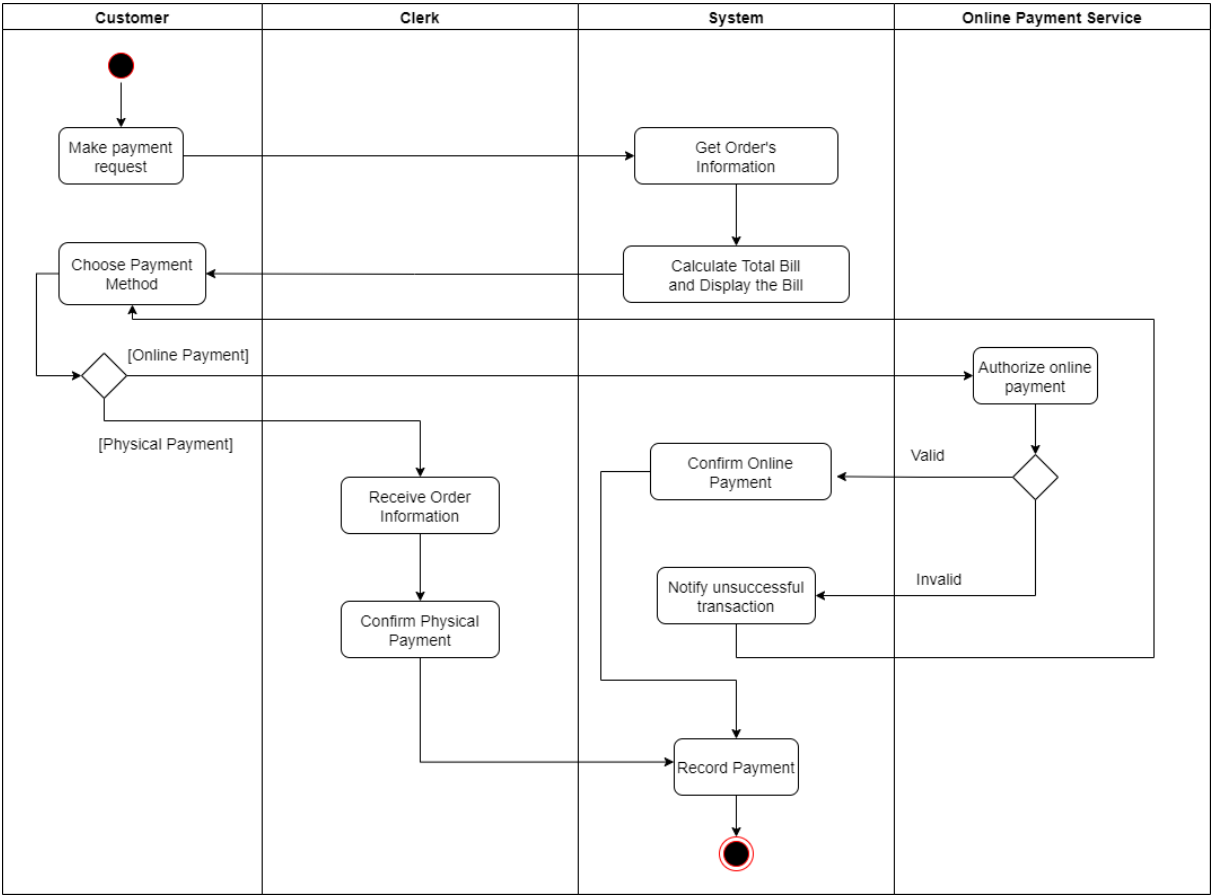 Customer
Clerk
System
Online Payment Service
Make payment
request
Get Order's
Information
Choose Payment
Method
Calculate Total Bill
and Display the Bill
[Online Payment]
Authorize online
payment
[Physical Payment]
Confirm Online
Payment
Valid
Receive Order
Information
Notify unsuccessful
transaction
Invalid
Confirm Physical
Payment
Record Payment